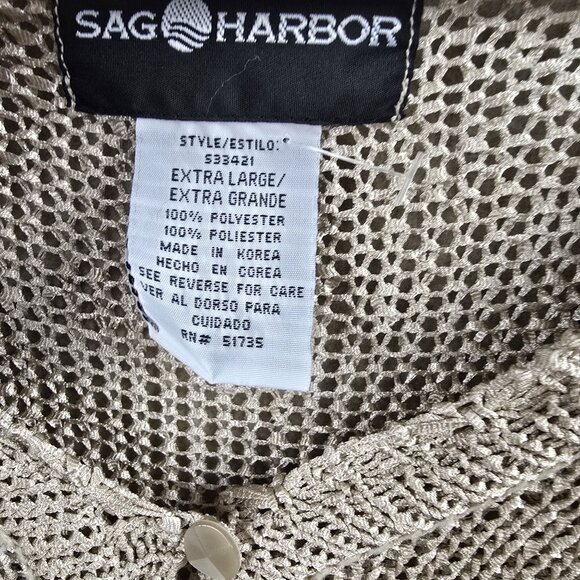 SAG HARBOR
STYLE/ESTILO:
S33421
EXTRA LARGE/
EXTRA GRANDE
100% POLYESTER
100% POLIESTER
MADE IN KOREA
HECHO EN COREA
SEE REVERSE FOR CARE
VER AL DORSO PARA
CUIDADO
RN# 51735